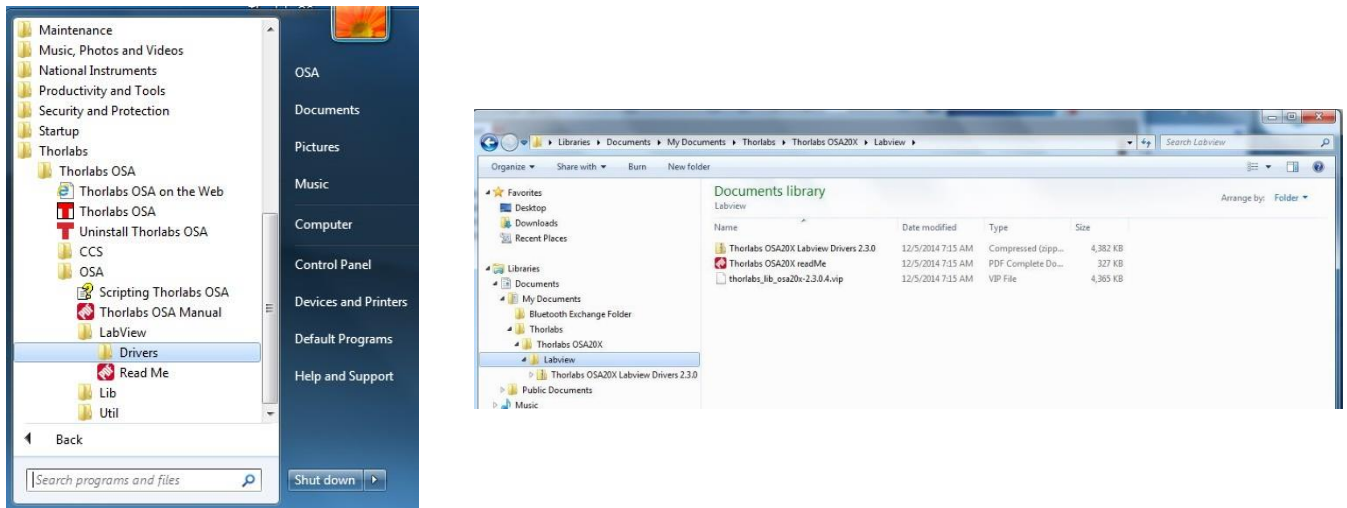 Maintenance
Music, Photos and Videos
National Instruments
Productivity and Tools
Security and Protection
Startup
Thorlabs
Thorlabs OSA
Thorlabs OSA on the Web
Thorlabs OSA
Uninstall Thorlabs OSA
CCS
OSA
Scripting Thorlabs OSA
Thorlabs OSA Manual
LabView
Drivers
Read Me
Lib
Util
Back
Search programs and files
OSA
Documents
Pictures
Music
Computer
Control Panel
Devices and Printers
Default Programs
Help and Support
Shut down
Libraries Documents My Documents Thorlabs Thorlabs OSA20X Labview
Search Labview
Organize Share with Burn New folder
Favorites
Desktop
Downloads
Recent Places
Libraries
Documents
My Documents
Bluetooth Exchange Folder
Thorlabs
Thorlabs OSA20X
Labview
Thorlabs OSA20X Labview Drivers 2.3.0
Public Documents
Music
Documents library
Labview
Arrange by: Folder
Name Date modified Type Size
Thorlabs OSA20X Labview Drivers 2.3.0 12/5/2014 7:15 AM Compressed (zipp... 4,382 KB
Thorlabs OSA20X readMe 12/5/2014 7:15 AM PDF Complete Do... 327 KB
thorlabs_lib_osa20x-2.3.0.4.vip 12/5/2014 7:15 AM VIP File 4,365 KB